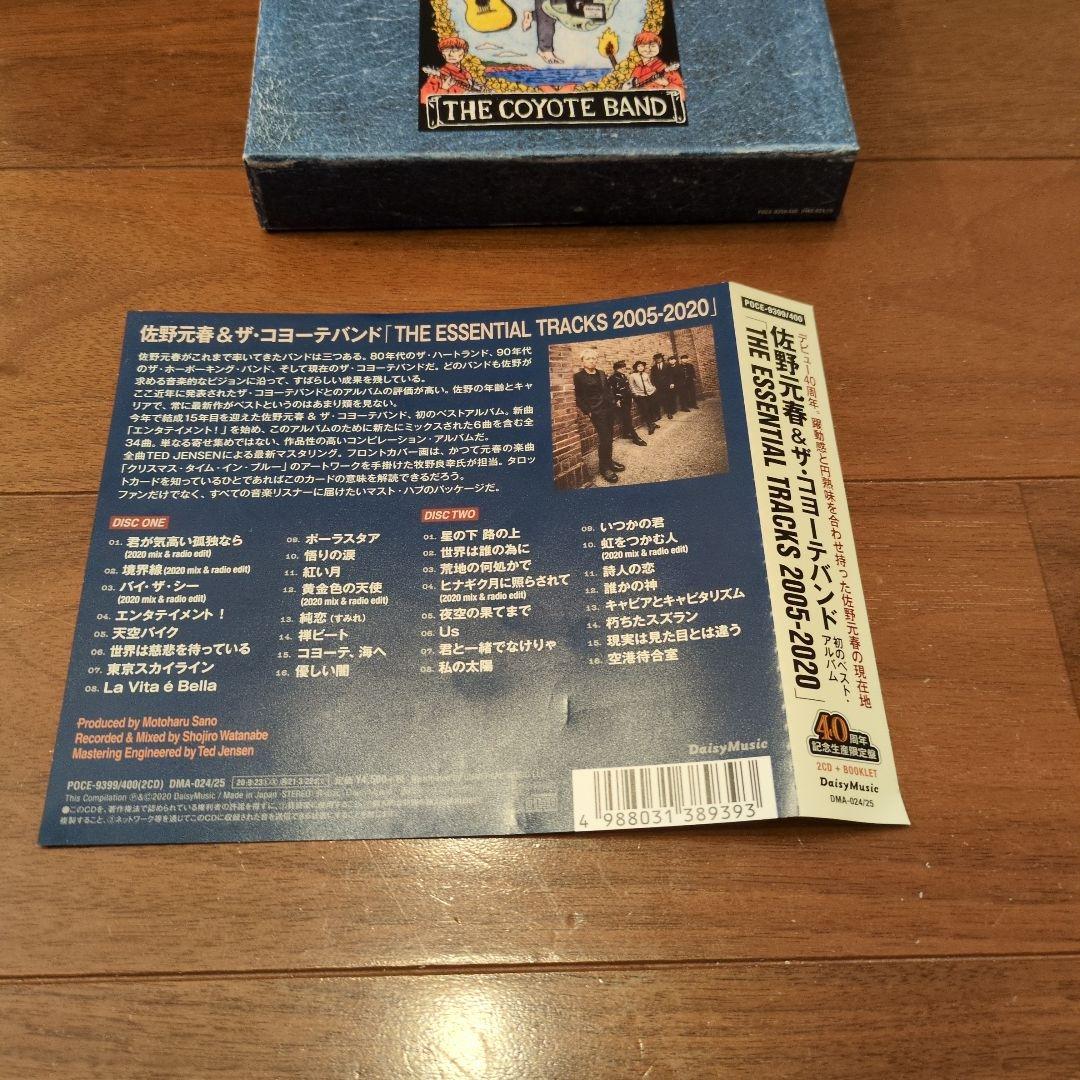 THE COYOTE BAND
佐野元春&ザ・コヨーテバンド「THE ESSENTIAL TRACKS 2005-2020」
佐野元春がこれまで率いてきたバンドは三つある。80年代のザ・ハートランド、90年代
のザ・ホーボーキング・バンド、そして現在のザ・コヨーテバンドだ。どのバンドも佐野が
求める音楽的なビジョンに沿って、すばらしい成果を残している。
ここ近年に発表されたザ・コヨーテバンドとのアルバムの評価が高い。佐野の年齢とキャ
リアで、常に最新作がベストというのはあまり類を見ない。
今年で結成15年目を迎えた佐野元春 & ザ・コヨーテバンド、初のベストアルバム。新曲
「エンタテイメント!」を始め、このアルバムのために新たにミックスされた6曲を含む全
34曲。単なる寄せ集めではない、作品性の高いコンピレーション・アルバムだ。
全曲TED JENSENによる最新マスタリング。フロントカバー画は、かつて元春の楽曲
「クリスマス・タイム・イン・ブルー」のアートワークを手掛けた牧野良幸氏が担当。タロッ
トカードを知っているひとであればこのカードの意味を解読できるだろう。
ファンだけでなく、すべての音楽リスナーに届けたいマスト・ハブのパッケージだ。
DISC ONE
01. 君が気高い孤独なら
(2020 mix & radio edit)
02. 境界線 (2020 mix & radio edit)
03. バイ・ザ・シー
(2020 mix & radio edit)
04. エンタテイメント!
05. 天空バイク
06. 世界は慈悲を待っている
07. 東京スカイライン
08. La Vita é Bella
09. ポーラスタア
10. 悟りの涙
11. 紅い月
12. 黄金色の天使
(2020 mix & radio edit)
13. 純恋 (すみれ)
14. 禅ビート
15. コヨーテ、海へ
16. 優しい闇
DISC TWO
01. 星の下 路の上
02. 世界は誰の為に
03. 荒地の何処かで
04. ヒナギク月に照らされて
(2020 mix & radio edit)
05. 夜空の果てまで
06. Us
07. 君と一緒でなけりゃ
08. 私の太陽
09. いつかの君
10. 虹をつかむ人
(2020 mix & radio edit)
11. 詩人の恋
12. 誰かの神
13. キャビアとキャピタリズム
14. 朽ちたスズラン
15. 現実は見た目とは違う
16. 空港待合室
Produced by Motoharu Sano
Recorded & Mixed by Shojiro Watanabe
Mastering Engineered by Ted Jensen
DaisyMusic
POCE-9399/400(2CD) DMA-024/25
This Compilation ℗&©2020 DaisyMusic / Made in Japan
4 988031 389393
POCE-9399/400
デビュー40周年。躍動感と円熟味を合わせ持った佐野元春の現在地
佐野元春&ザ・コヨーテバンド 初のベスト・アルバム
「THE ESSENTIAL TRACKS 2005-2020」
40周年
記念生産限定盤
2CD + BOOKLET
DaisyMusic
DMA-024/25